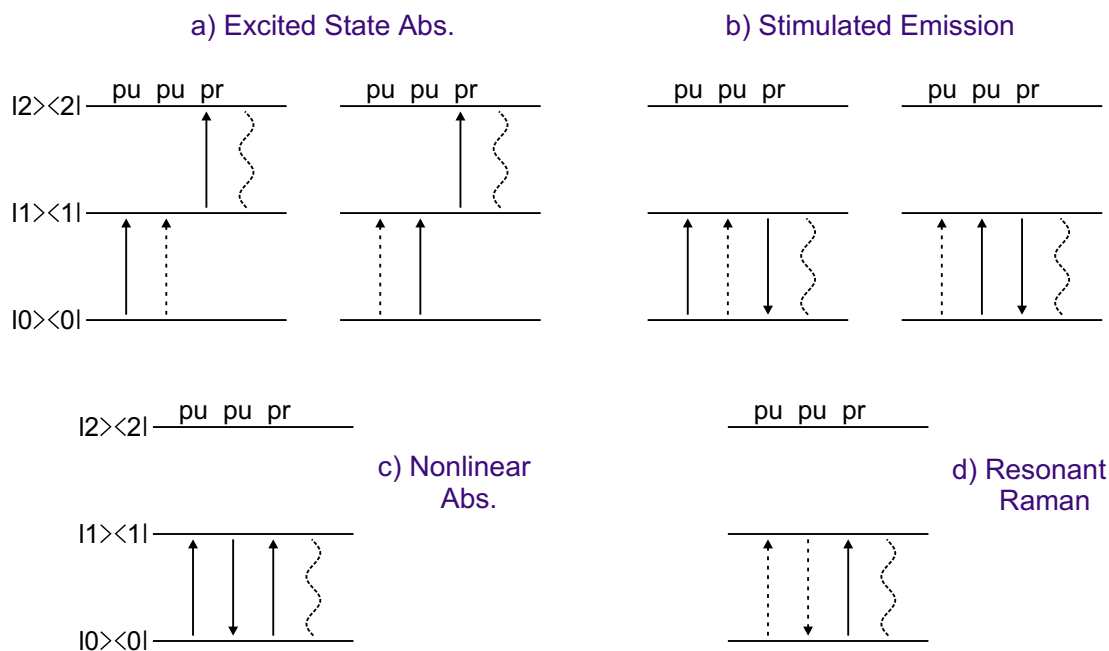 a) Excited State Abs.
b) Stimulated Emission
pu pu pr
pu pu pr
pu pu pr
pu pu pr
|2><2|
|1><1|
|0><0|
pu pu pr
|2><2|
c) Nonlinear
Abs.
|1><1|
|0><0|
pu pu pr
d) Resonant
Raman